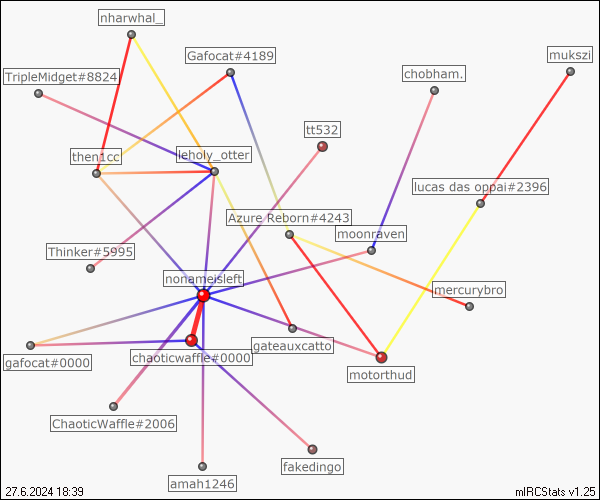 nharwhal_
Gafocat#4189
mukszi
TripleMidget#8824
chobham.
tt532
then1cc
leholy_otter
lucas das oppai#2396
Azure Reborn#4243
moonraven
Thinker#5995
nonameisleft
mercurybro
gafocat#0000
chaoticwaffle#0000
gateauxcatto
motorthud
ChaoticWaffle#2006
fakedingo
amah1246
27.6.2024 18:39
mIRCStats v1.25